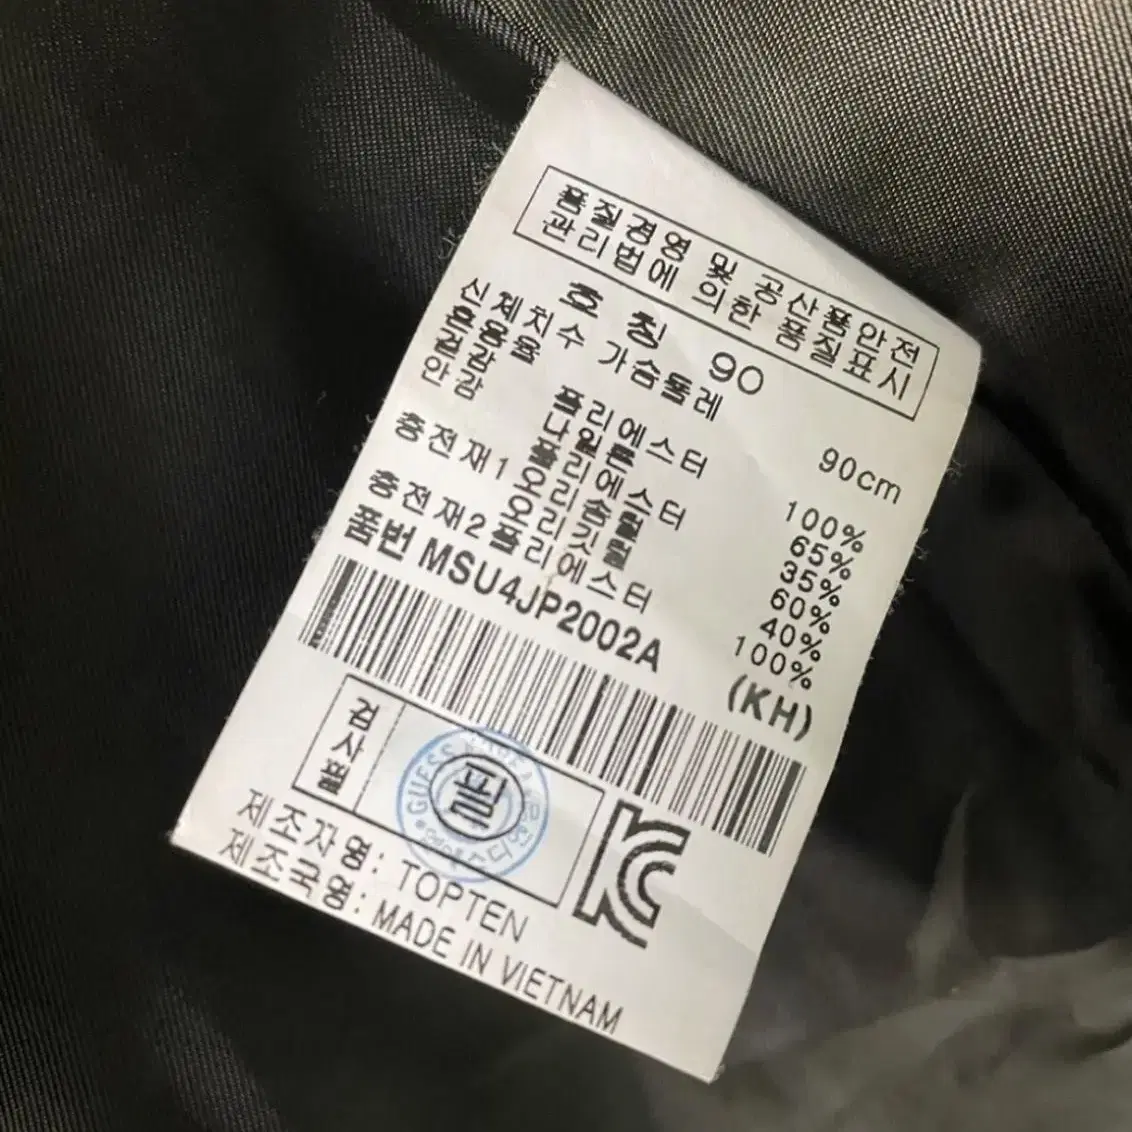 품질경영 및 공산품안전
관리법에 의한 품질표시
호 칭 90
신체치수 가슴둘레 90cm
혼용율
겉감 폴리에스터 100%
안감 나일론 65%
폴리에스터 35%
충전재1 오리솜털 60%
오리깃털 40%
충전재2 폴리에스터 100%
품번 MSU4JP2002A (KH)
검사필
필
GUESS KOREA
KC
제조자명: TOPTEN
제조국명: MADE IN VIETNAM